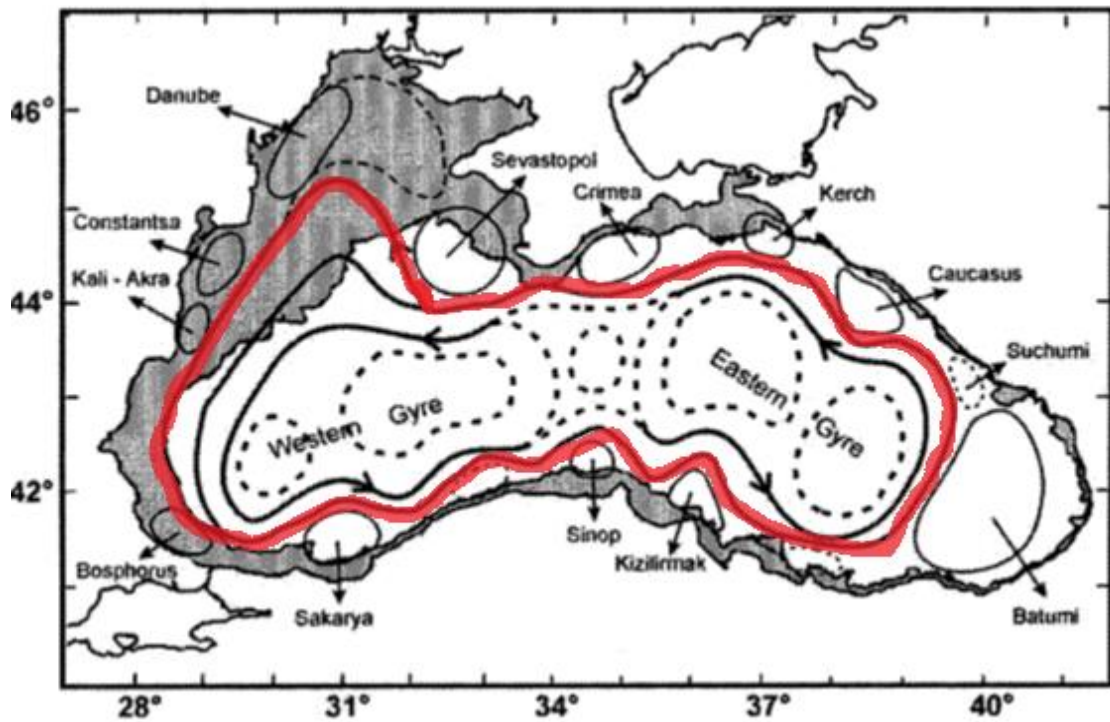 Danube
46°
Sevastopol
Crimea
Kerch
Constantsa
Kali - Akra
Caucasus
44°
Suchumi
Eastern
Gyre
Western
Gyre
42°
Sinop
Kizilirmak
Bosphorus
Sakarya
Batumi
28°
31°
34°
37°
40°